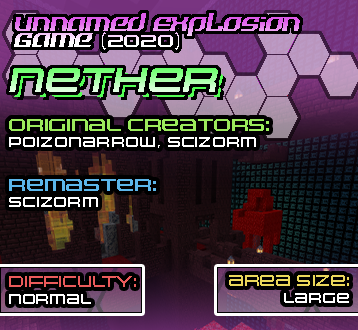 UNNAMED EXPLOSION
GAME (2020)
NETHER
ORIGINAL CREATORS:
POIZONARROW, SCIZORM
REMASTER:
SCIZORM
DIFFICULTY:
NORMAL
AREA SIZE:
LARGE